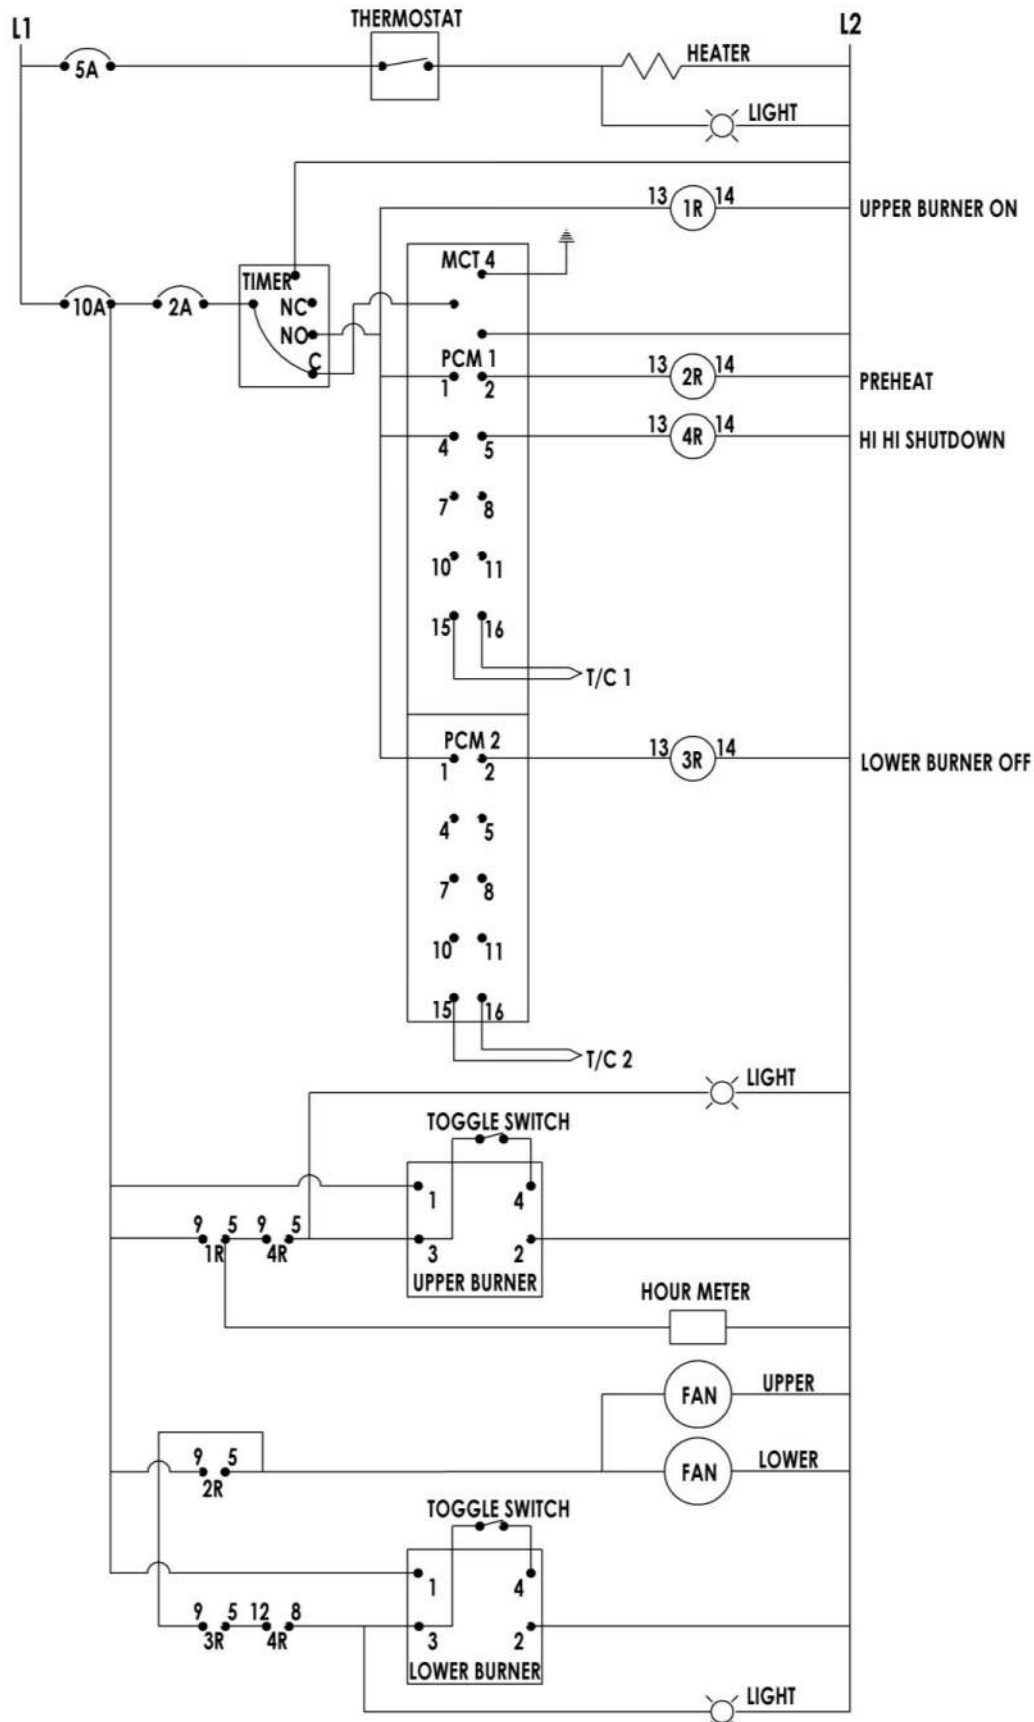 THERMOSTAT
L1
L2
5A
HEATER
LIGHT
13 1R 14
UPPER BURNER ON
MCT 4
TIMER
10A
2A
NC
NO
C
PCM 1
1 2
13 2R 14
PREHEAT
4 5
13 4R 14
HI HI SHUTDOWN
7 8
10 11
15 16
T/C 1
PCM 2
1 2
13 3R 14
LOWER BURNER OFF
4 5
7 8
10 11
15 16
T/C 2
LIGHT
TOGGLE SWITCH
1 4
9 5 9 5
1R 4R
3 2
UPPER BURNER
HOUR METER
FAN
UPPER
9 5
2R
FAN
LOWER
TOGGLE SWITCH
1 4
9 5 12 8
3R 4R
3 2
LOWER BURNER
LIGHT